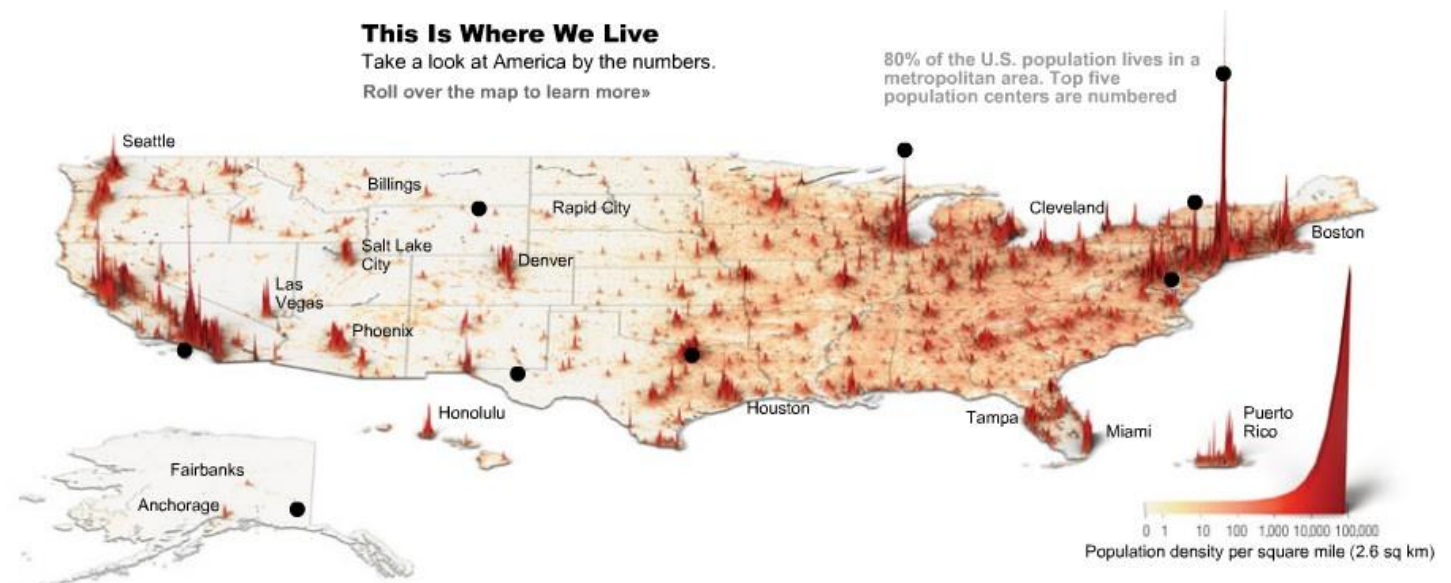 This Is Where We Live
Take a look at America by the numbers.
Roll over the map to learn more»
80% of the U.S. population lives in a
metropolitan area. Top five
population centers are numbered
Seattle
Billings
Rapid City
Cleveland
Boston
Salt Lake
City
Denver
Las
Vegas
Phoenix
Honolulu
Houston
Tampa
Miami
Puerto
Rico
Fairbanks
Anchorage
0 1 10 100 1,000 10,000 100,000
Population density per square mile (2.6 sq km)